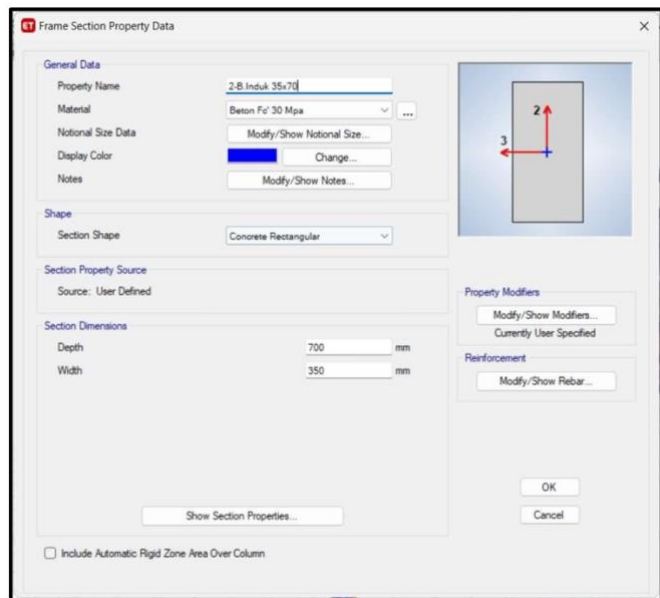 ET Frame Section Property Data
General Data
Property Name 2-B.Induk 35x70
Material Beton Fc' 30 Mpa ...
Notional Size Data Modify/Show Notional Size...
Display Color Change...
Notes Modify/Show Notes...
2
3
Shape
Section Shape Concrete Rectangular
Section Property Source
Source: User Defined
Property Modifiers
Modify/Show Modifiers...
Currently User Specified
Section Dimensions
Depth 700 mm
Width 350 mm
Reinforcement
Modify/Show Rebar...
Show Section Properties...
OK
Cancel
Include Automatic Rigid Zone Area Over Column